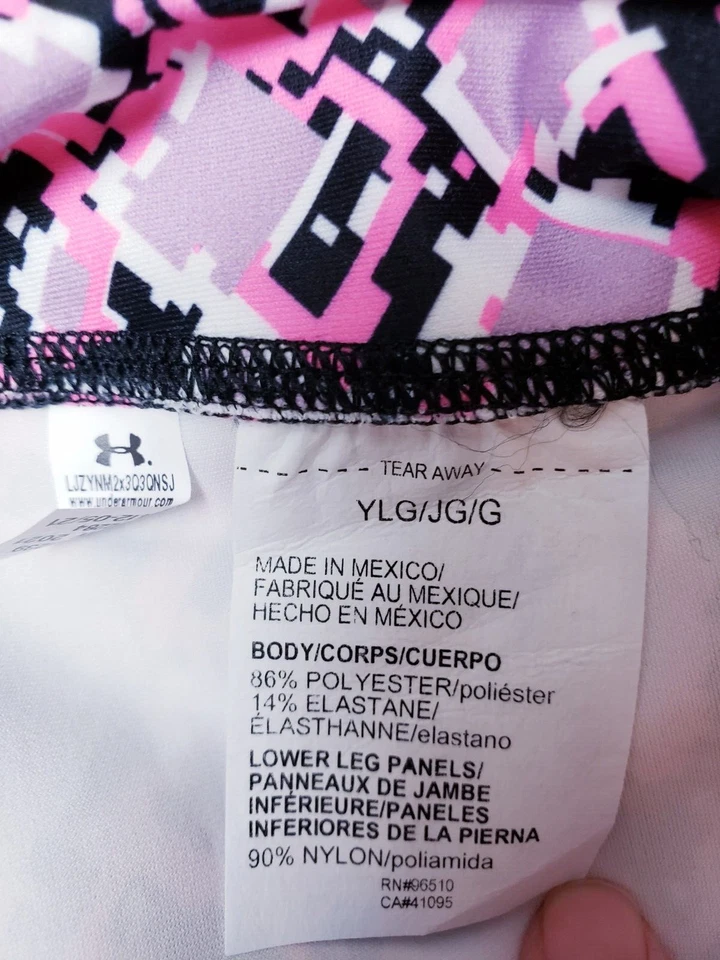 LJZYNH2x3Q3QNSJ
www.underarmour.com
TEAR AWAY
YLG/JG/G
MADE IN MEXICO/
FABRIQUÉ AU MEXIQUE/
HECHO EN MÉXICO
BODY/CORPS/CUERPO
86% POLYESTER/poliéster
14% ELASTANE/
ÉLASTHANNE/elastano
LOWER LEG PANELS/
PANNEAUX DE JAMBE
INFÉRIEURE/PANELES
INFERIORES DE LA PIERNA
90% NYLON/poliamida
RN#96510
CA#41095